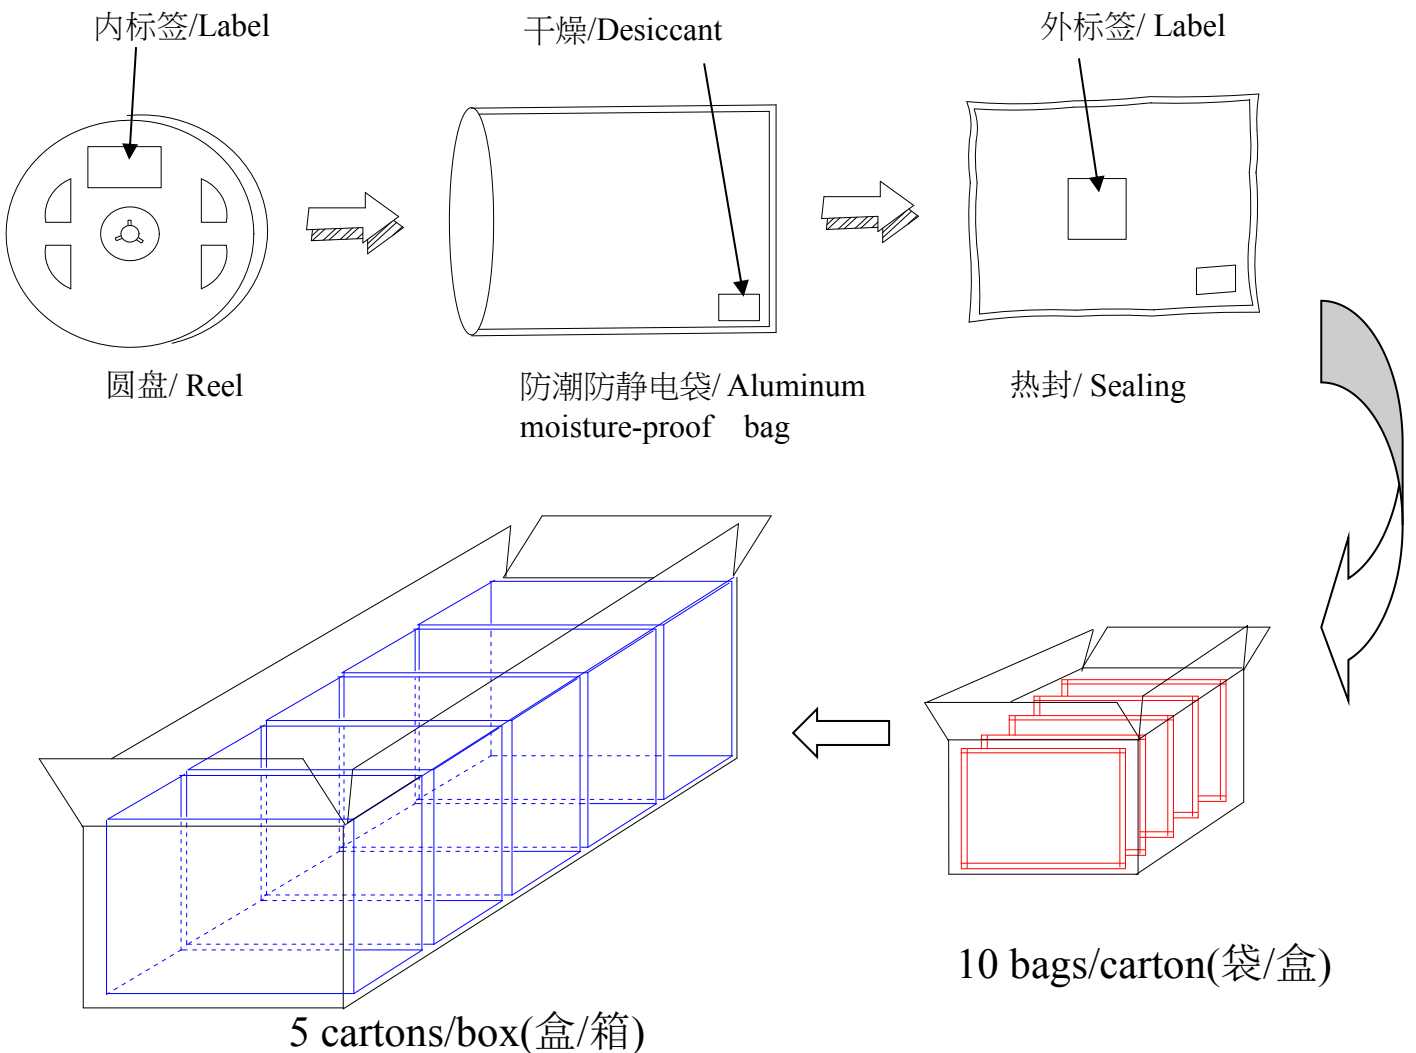 内标签/Label
干燥/Desiccant
外标签/ Label
圆盘/ Reel
防潮防静电袋/ Aluminum
moisture-proof bag
热封/ Sealing
10 bags/carton(袋/盒)
5 cartons/box(盒/箱)